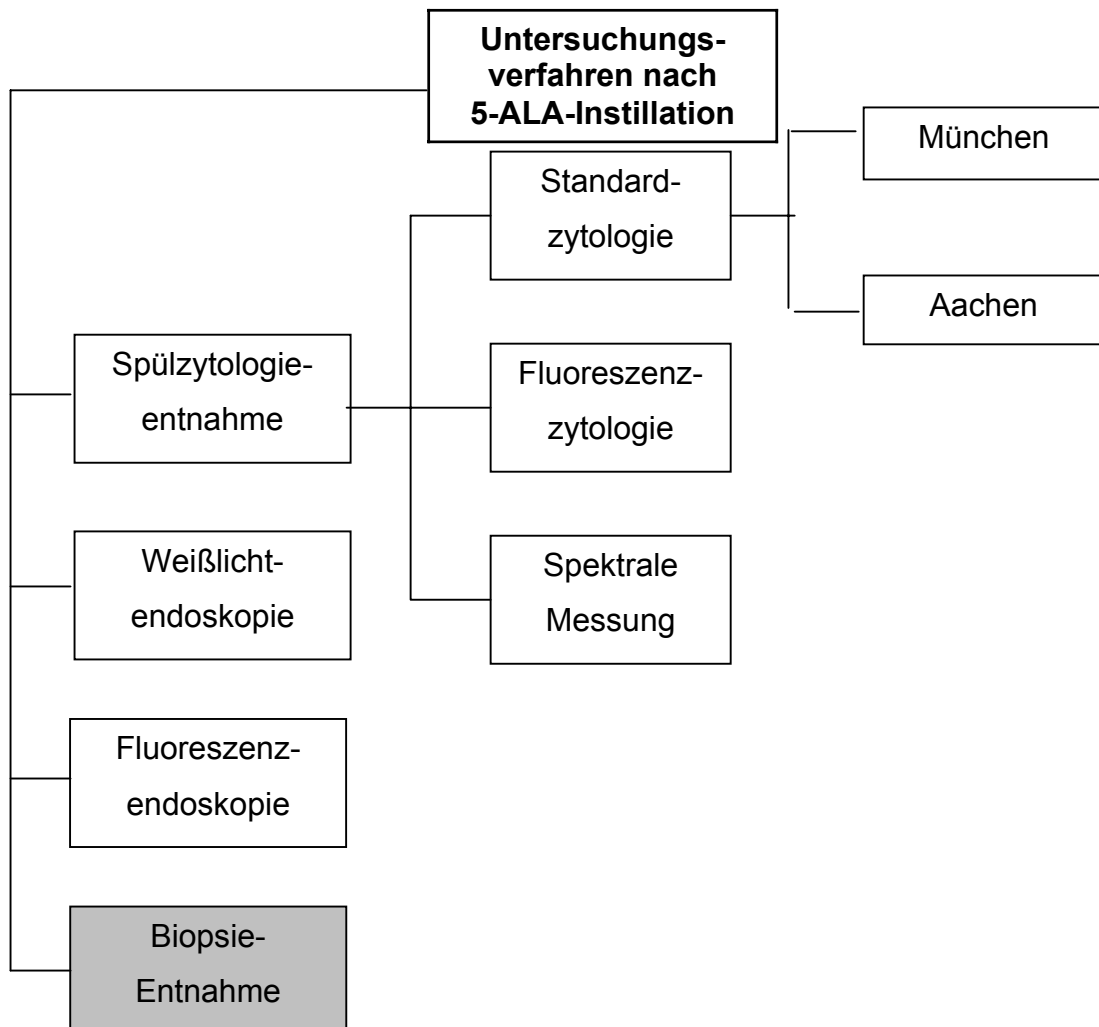 Untersuchungs-
verfahren nach
5-ALA-Instillation
München
Standard-
zytologie
Aachen
Spülzytologie-
entnahme
Fluoreszenz-
zytologie
Weißlicht-
endoskopie
Spektrale
Messung
Fluoreszenz-
endoskopie
Biopsie-
Entnahme